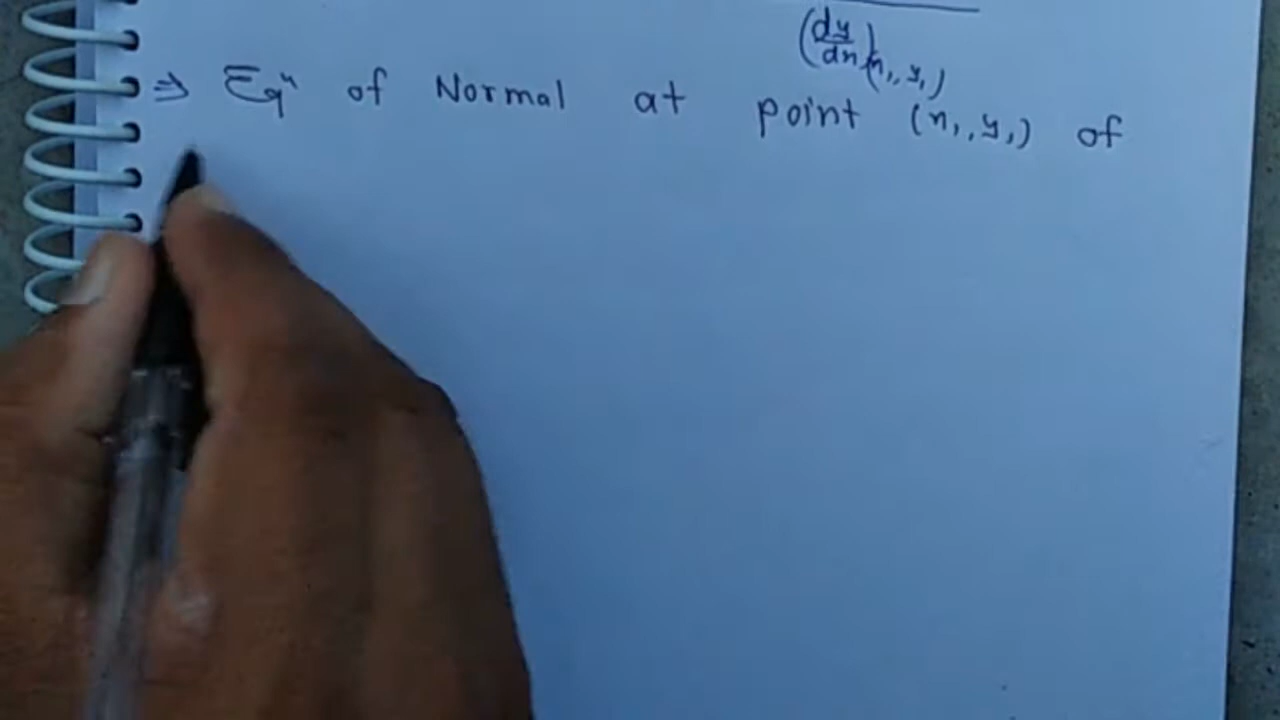 (dy/dx)(x₁, y₁)
⇒ Eqⁿ of Normal at point (x₁, y₁) of